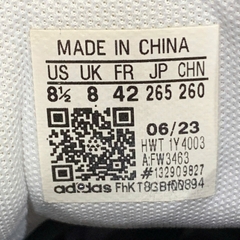 MADE IN CHINA
US UK FR JP CHN
8½ 8 42 265 260
06/23
HWT 1Y4003
A:FW3463
#132909827
adidas FhKT8GBf00894